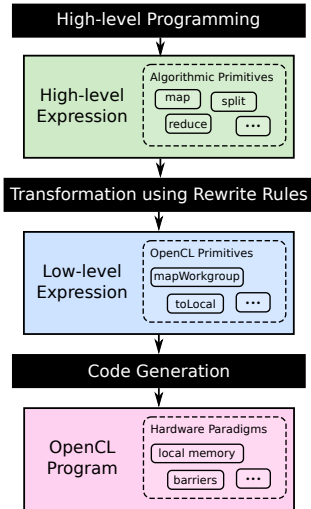 High-level Programming
High-level
Expression
Algorithmic Primitives
map
split
reduce
...
Transformation using Rewrite Rules
Low-level
Expression
OpenCL Primitives
mapWorkgroup
toLocal
...
Code Generation
OpenCL
Program
Hardware Paradigms
local memory
barriers
...